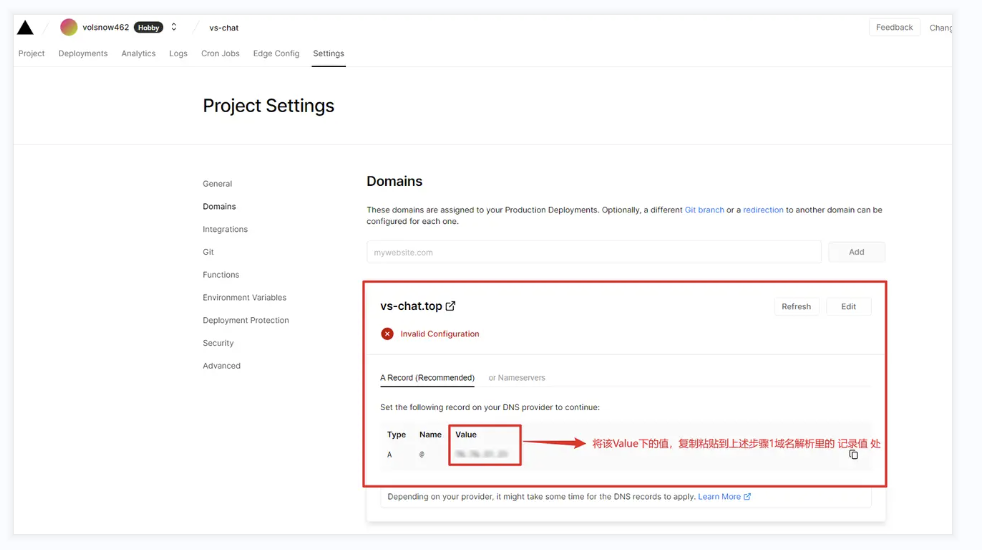 volsnow462 Hobby vs-chat Feedback
Project Deployments Analytics Logs Cron Jobs Edge Config Settings
Project Settings
General
Domains
Integrations
Git
Functions
Environment Variables
Deployment Protection
Security
Advanced
Domains
These domains are assigned to your Production Deployments. Optionally, a different Git branch or a redirection to another domain can be
configured for each one.
mywebsite.com Add
vs-chat.top Refresh Edit
Invalid Configuration
A Record (Recommended) or Nameservers
Set the following record on your DNS provider to continue:
Type Name Value
A @
将该Value下的值，复制粘贴到上述步骤1域名解析里的 记录值 处
Depending on your provider, it might take some time for the DNS records to apply. Learn More